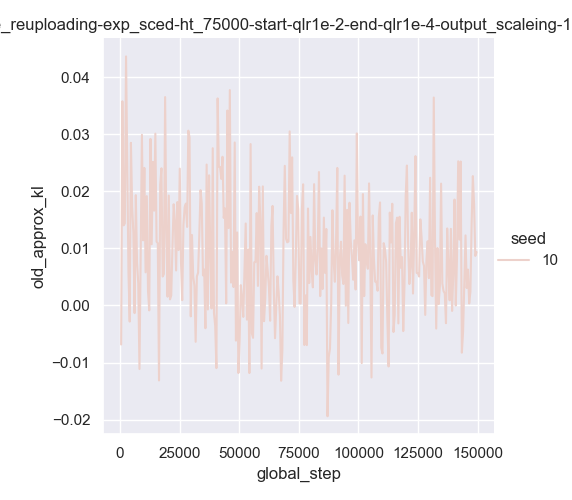 _reuploading-exp_sced-ht_75000-start-qlr1e-2-end-qlr1e-4-output_scaleing-1
0.04
0.03
0.02
0.01
0.00
−0.01
−0.02
old_approx_kl
0 25000 50000 75000 100000 125000 150000
global_step
seed
10